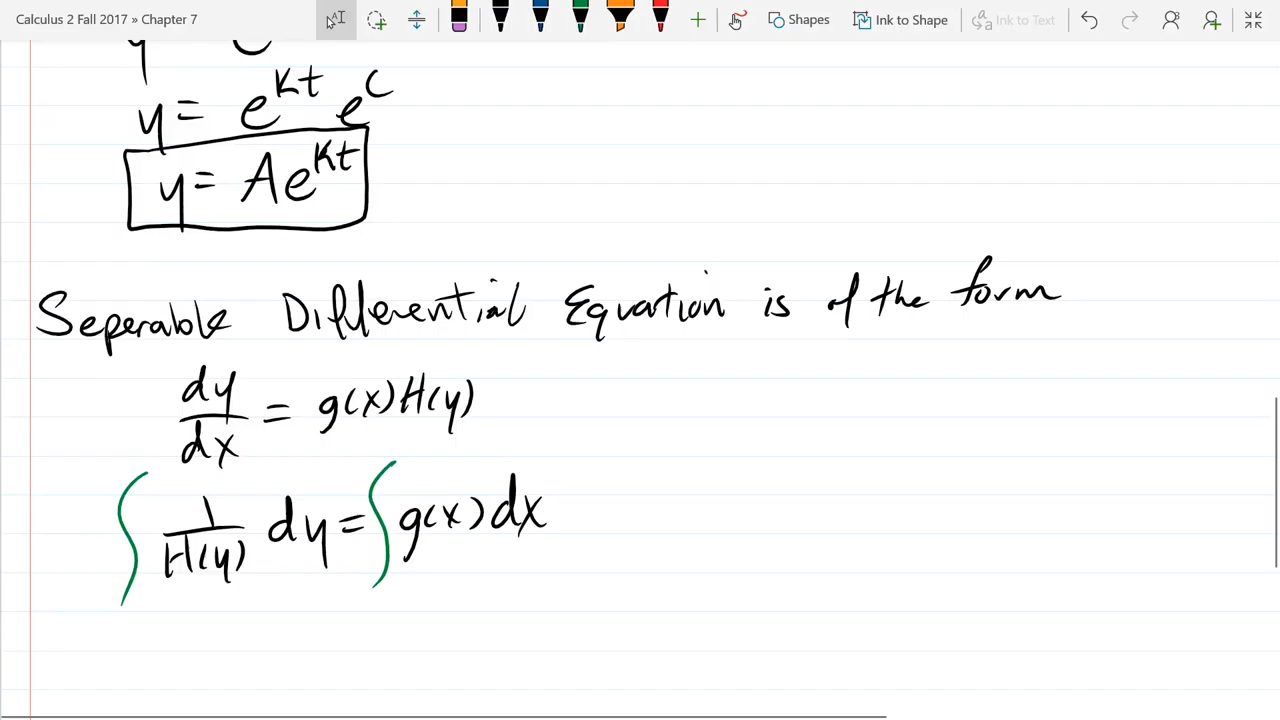 Calculus 2 Fall 2017 » Chapter 7
Shapes
Ink to Shape
Ink to Text
y = e^{kt} e^{C}
y = Ae^{kt}
Seperable Differential Equation is of the form
dy/dx = g(x)H(y)
∫ 1/H(y) dy = ∫ g(x) dx